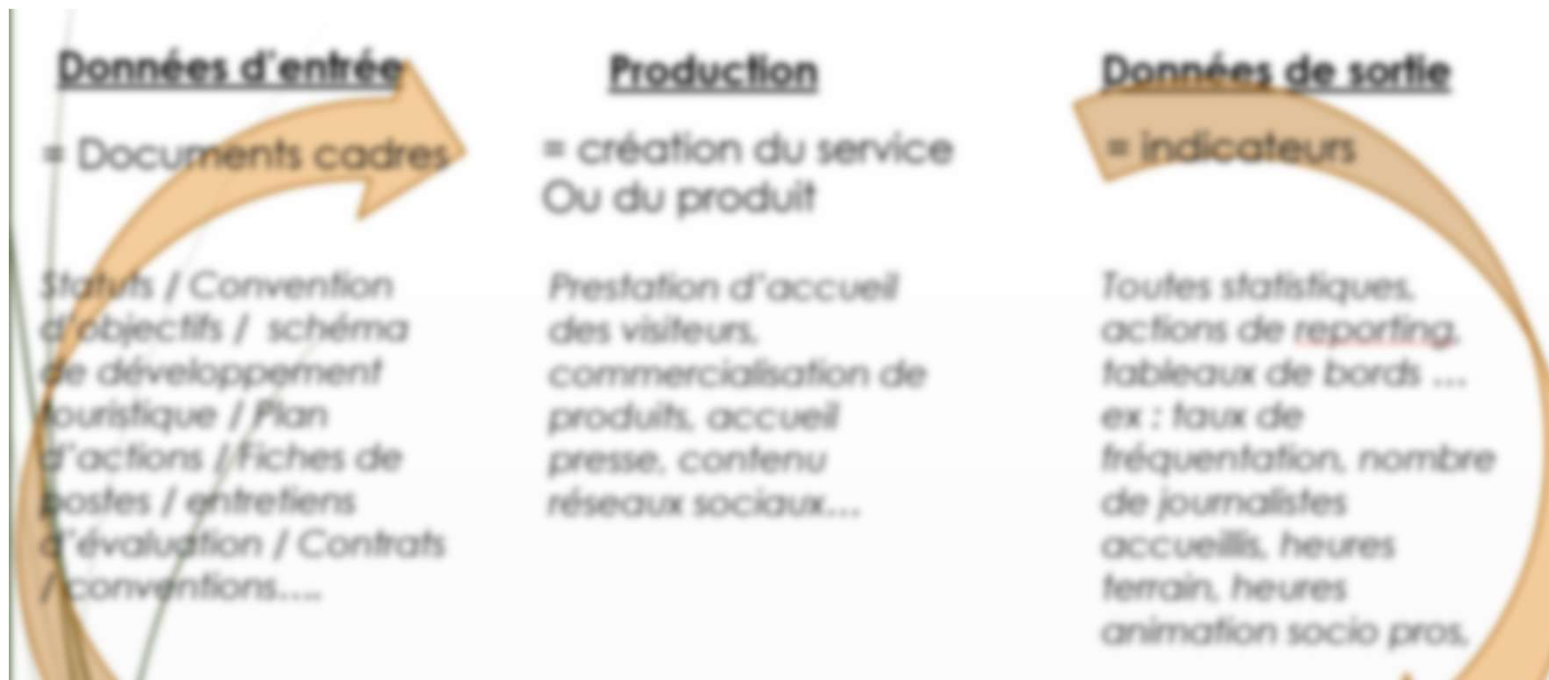 Données d'entrée
= Documents cadres
Statuts / Convention
d'objectifs / schéma
de développement
touristique / Plan
d'actions / Fiches de
postes / entretiens
d'évaluation / Contrats
/ conventions....
Production
= création du service
Ou du produit
Prestation d'accueil
des visiteurs,
commercialisation de
produits, accueil
presse, contenu
réseaux sociaux...
Données de sortie
= indicateurs
Toutes statistiques,
actions de reporting,
tableaux de bords ...
ex : taux de
fréquentation, nombre
de journalistes
accueillis, heures
terrain, heures
animation socio pros,